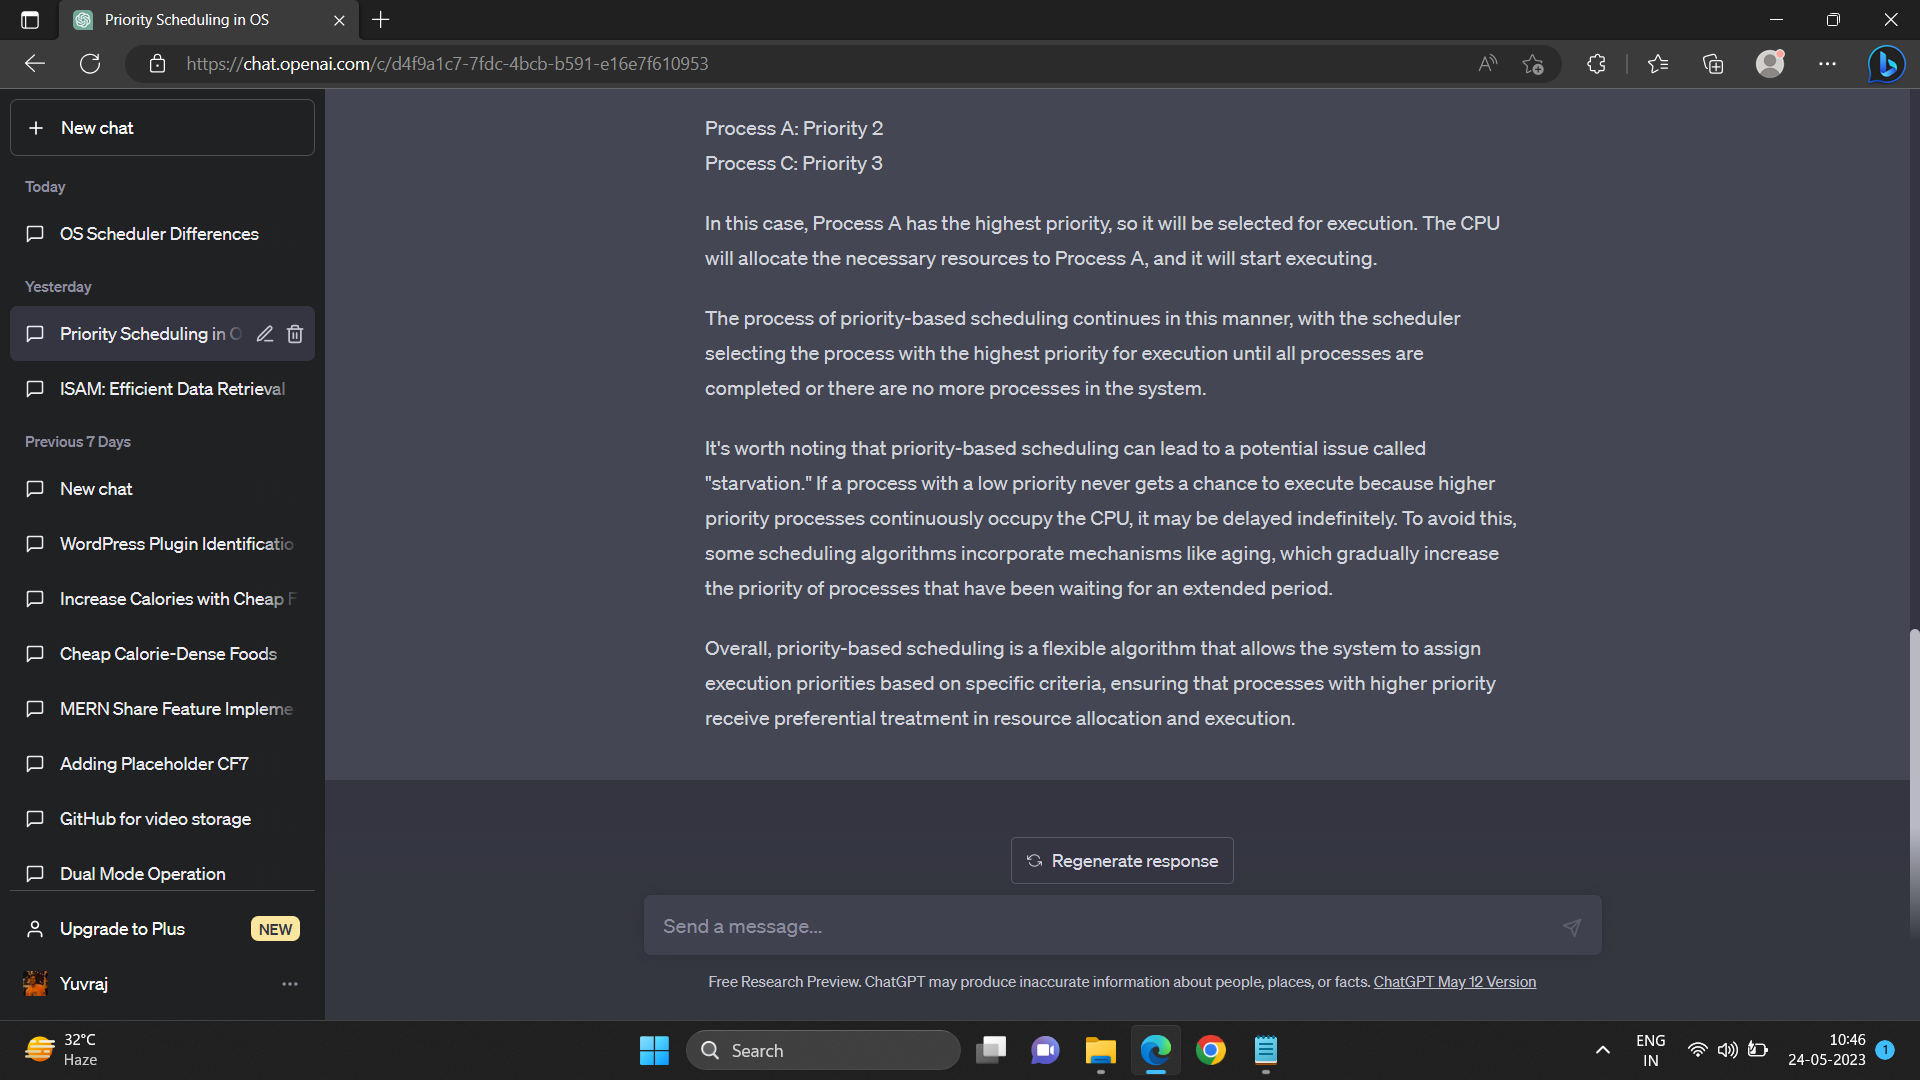 Priority Scheduling in OS
https://chat.openai.com/c/d4f9a1c7-7fdc-4bcb-b591-e16e7f610953
New chat
Today
OS Scheduler Differences
Yesterday
Priority Scheduling in O
ISAM: Efficient Data Retrieval
Previous 7 Days
New chat
WordPress Plugin Identificatio
Increase Calories with Cheap F
Cheap Calorie-Dense Foods
MERN Share Feature Impleme
Adding Placeholder CF7
GitHub for video storage
Dual Mode Operation
Upgrade to Plus NEW
Yuvraj
Process A: Priority 2
Process C: Priority 3
In this case, Process A has the highest priority, so it will be selected for execution. The CPU
will allocate the necessary resources to Process A, and it will start executing.
The process of priority-based scheduling continues in this manner, with the scheduler
selecting the process with the highest priority for execution until all processes are
completed or there are no more processes in the system.
It's worth noting that priority-based scheduling can lead to a potential issue called
"starvation." If a process with a low priority never gets a chance to execute because higher
priority processes continuously occupy the CPU, it may be delayed indefinitely. To avoid this,
some scheduling algorithms incorporate mechanisms like aging, which gradually increase
the priority of processes that have been waiting for an extended period.
Overall, priority-based scheduling is a flexible algorithm that allows the system to assign
execution priorities based on specific criteria, ensuring that processes with higher priority
receive preferential treatment in resource allocation and execution.
Regenerate response
Send a message...
Free Research Preview. ChatGPT may produce inaccurate information about people, places, or facts. ChatGPT May 12 Version
32°C
Haze
Search
ENG
IN
10:46
24-05-2023
1